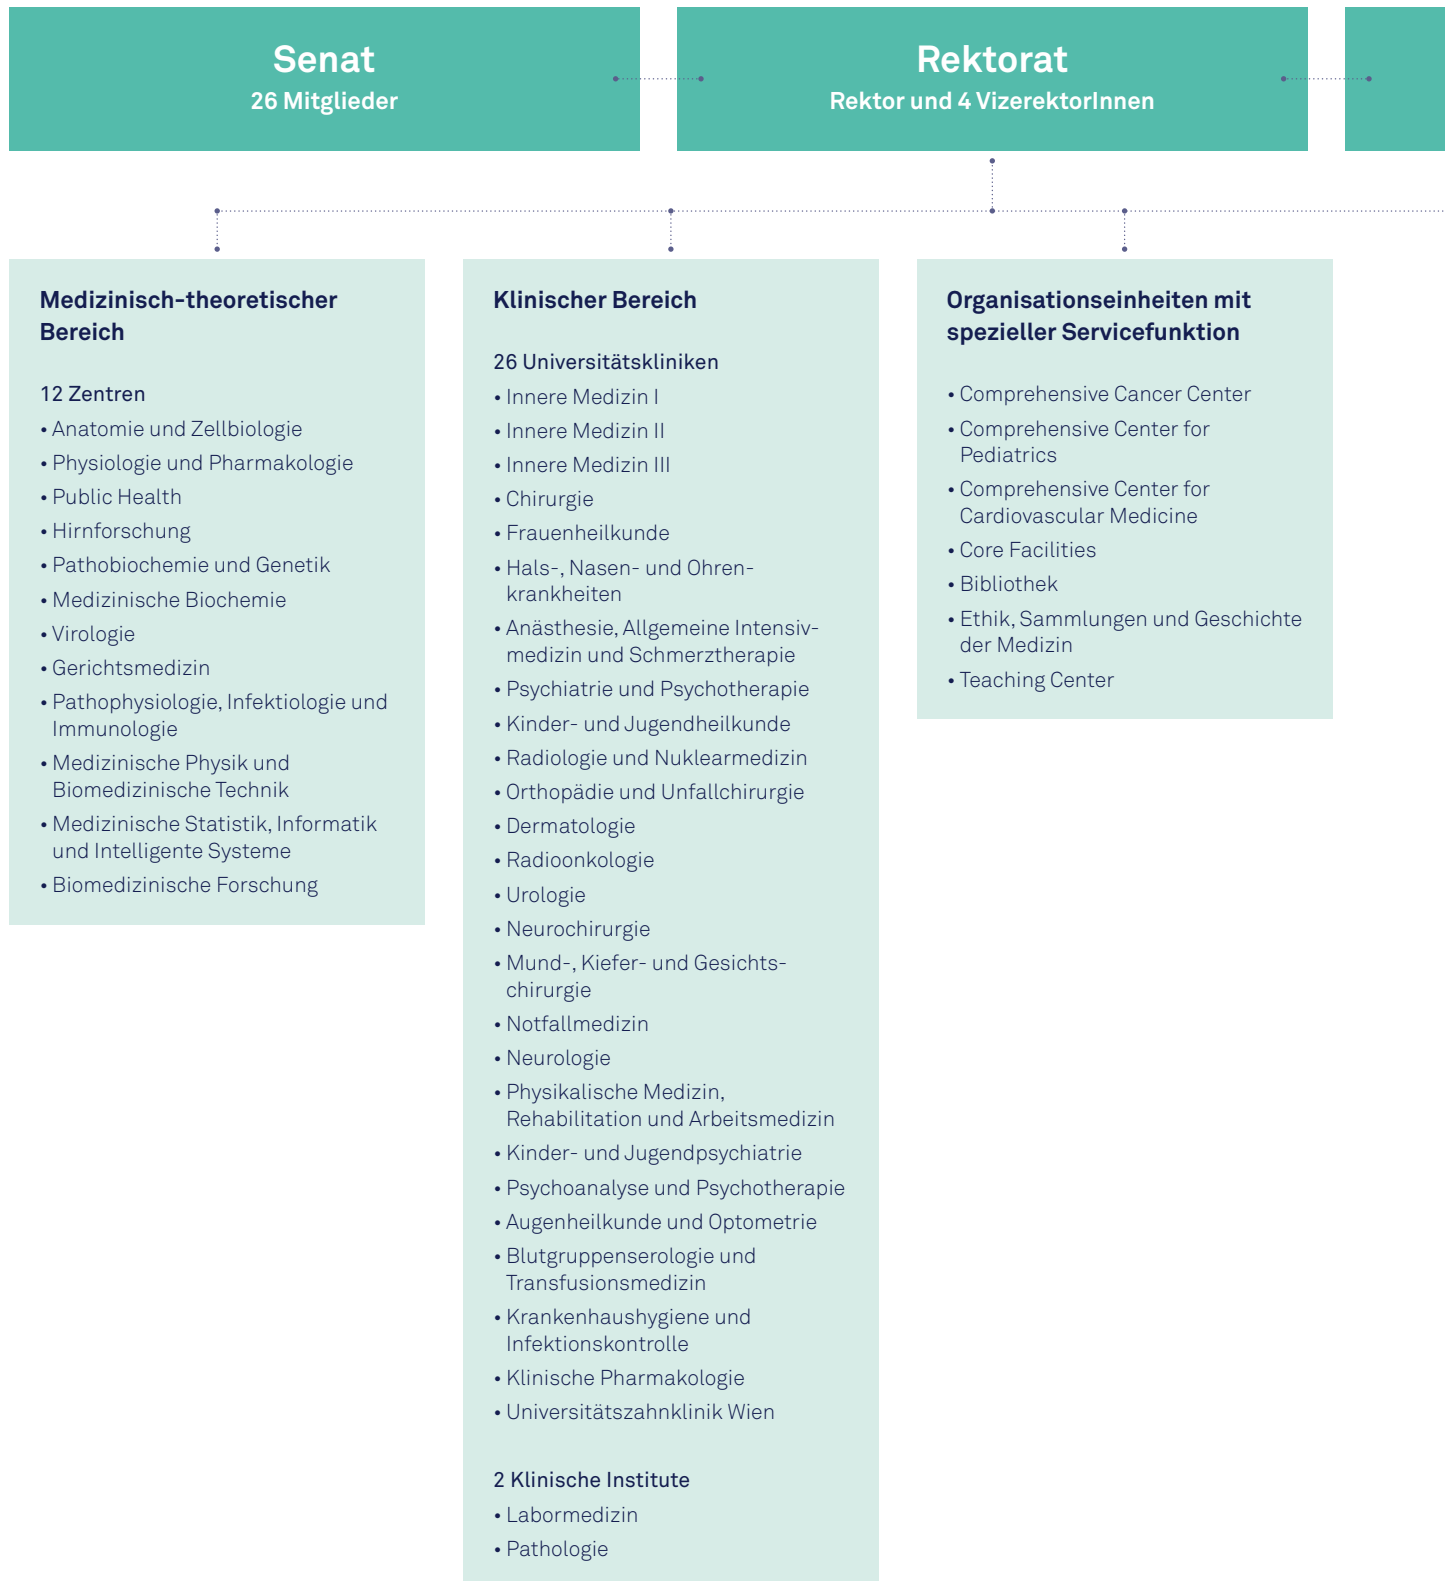 Senat
26 Mitglieder
Rektorat
Rektor und 4 VizerektorInnen
Medizinisch-theoretischer
Bereich
12 Zentren
• Anatomie und Zellbiologie
• Physiologie und Pharmakologie
• Public Health
• Hirnforschung
• Pathobiochemie und Genetik
• Medizinische Biochemie
• Virologie
• Gerichtsmedizin
• Pathophysiologie, Infektiologie und
Immunologie
• Medizinische Physik und
Biomedizinische Technik
• Medizinische Statistik, Informatik
und Intelligente Systeme
• Biomedizinische Forschung
Klinischer Bereich
26 Universitätskliniken
• Innere Medizin I
• Innere Medizin II
• Innere Medizin III
• Chirurgie
• Frauenheilkunde
• Hals-, Nasen- und Ohren-
krankheiten
• Anästhesie, Allgemeine Intensiv-
medizin und Schmerztherapie
• Psychiatrie und Psychotherapie
• Kinder- und Jugendheilkunde
• Radiologie und Nuklearmedizin
• Orthopädie und Unfallchirurgie
• Dermatologie
• Radioonkologie
• Urologie
• Neurochirurgie
• Mund-, Kiefer- und Gesichts-
chirurgie
• Notfallmedizin
• Neurologie
• Physikalische Medizin,
Rehabilitation und Arbeitsmedizin
• Kinder- und Jugendpsychiatrie
• Psychoanalyse und Psychotherapie
• Augenheilkunde und Optometrie
• Blutgruppenserologie und
Transfusionsmedizin
• Krankenhaushygiene und
Infektionskontrolle
• Klinische Pharmakologie
• Universitätszahnklinik Wien
2 Klinische Institute
• Labormedizin
• Pathologie
Organisationseinheiten mit
spezieller Servicefunktion
• Comprehensive Cancer Center
• Comprehensive Center for
Pediatrics
• Comprehensive Center for
Cardiovascular Medicine
• Core Facilities
• Bibliothek
• Ethik, Sammlungen und Geschichte
der Medizin
• Teaching Center